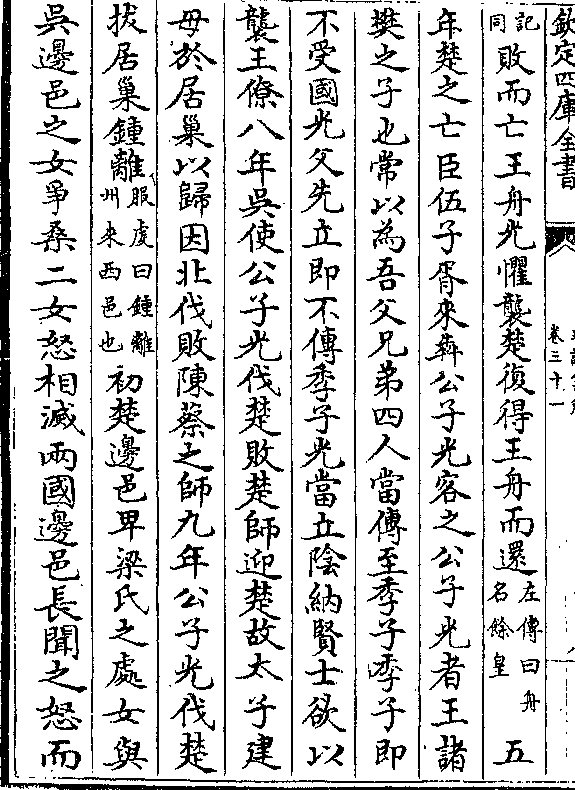 欽定四庫全書
卷三十一
記同敗而亡王舟光懼襲楚復得王舟而還左傳曰舟名餘皇五
年楚之亡臣伍子胥來犇公子光客之公子光者王諸
樊之子也常以為吾父兄弟四人當傳至季子季子即
不受國光父先立即不傳季子光當立陰納賢士欲以
襲王僚八年吳使公子光伐楚敗楚師迎楚故太子建
母於居巢以歸因北伐敗陳蔡之師九年公子光伐楚
拔居巢鍾離服虔曰鍾離州來西邑也初楚邊邑卑梁氏之處女與
吳邊邑之女爭桑二女怒相滅兩國邊邑長聞之怒而